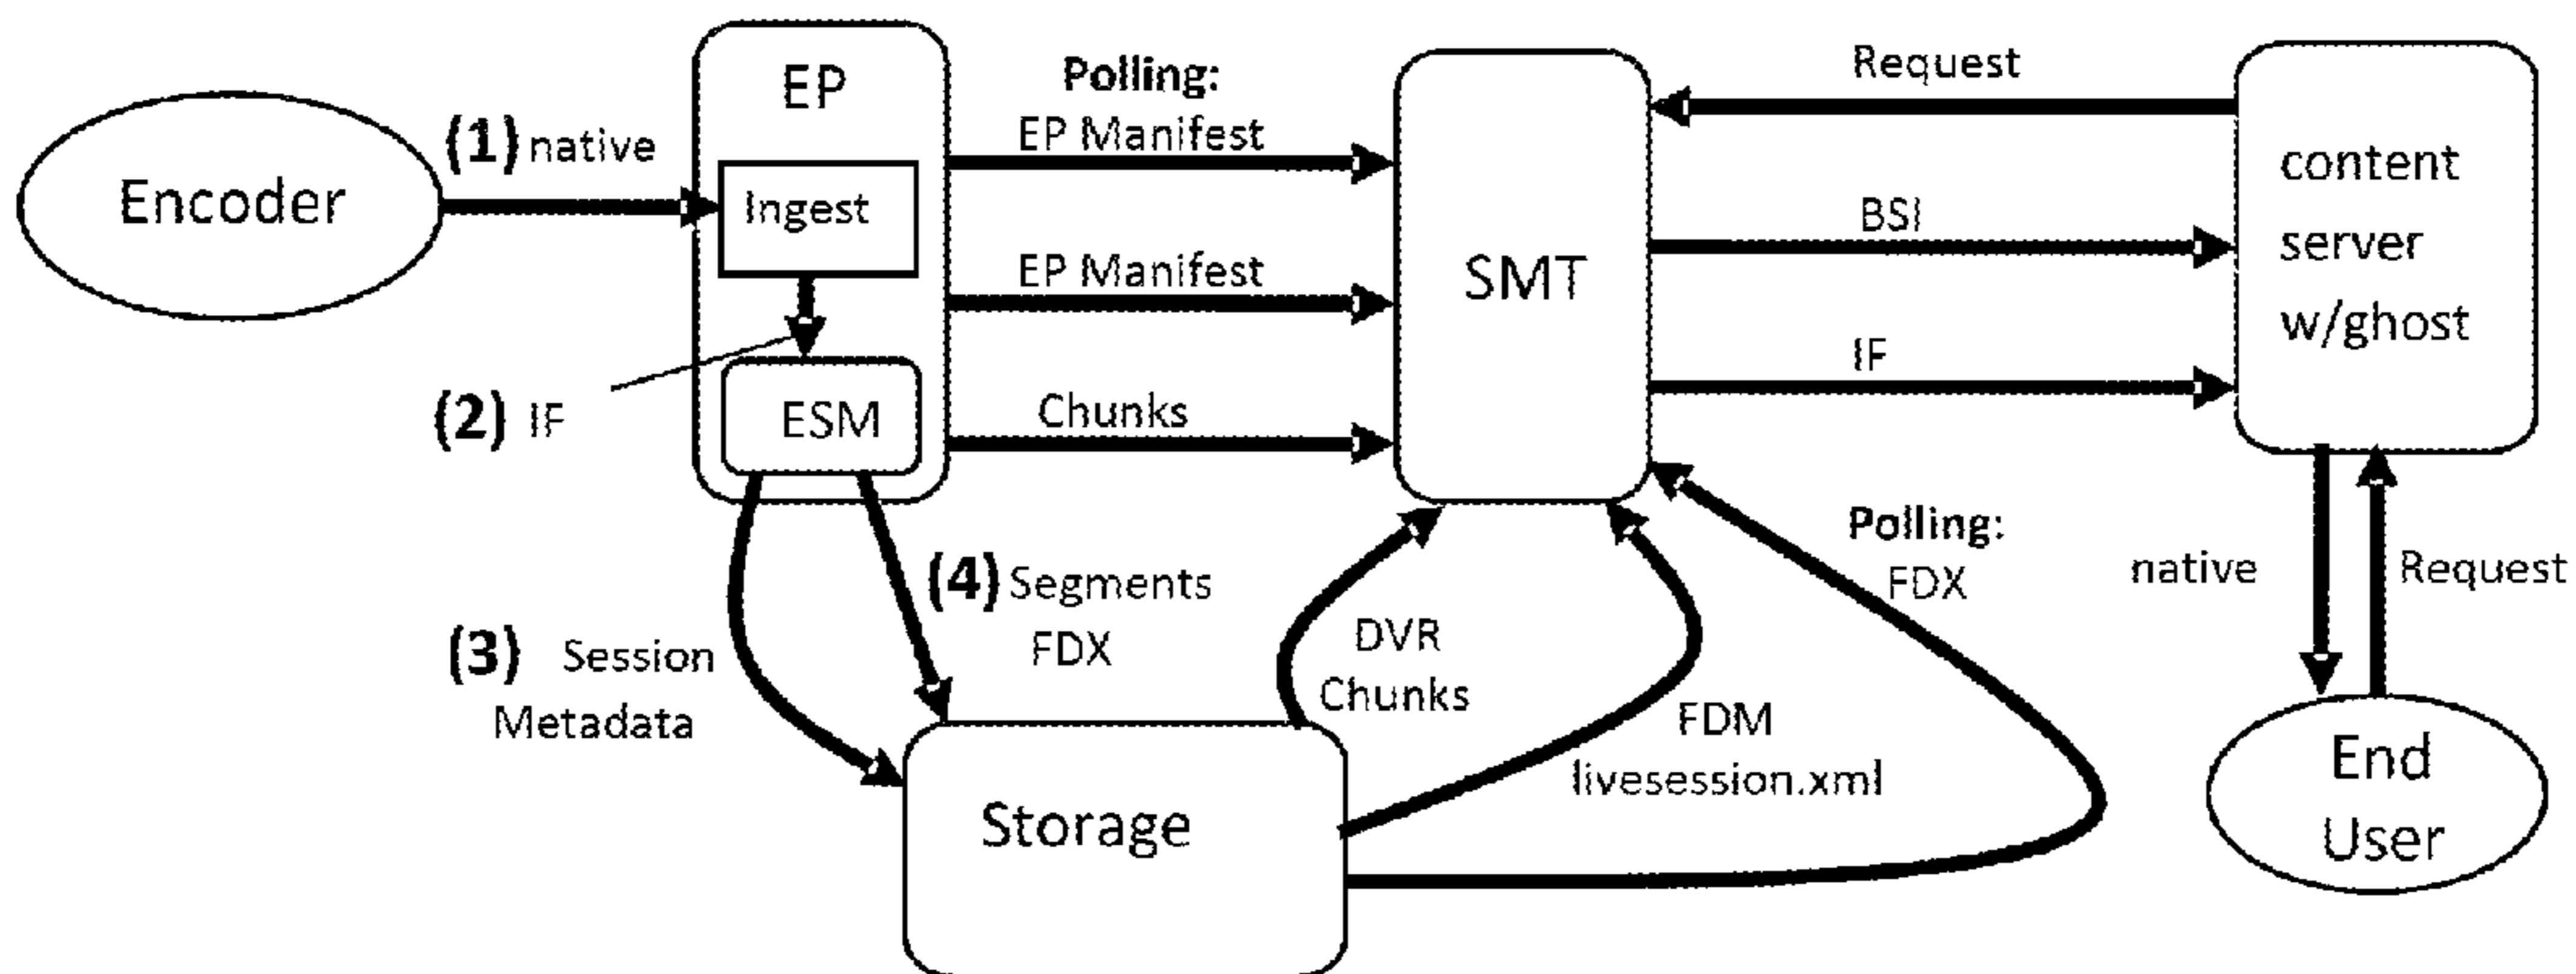 Encoder
(1) native
EP
Ingest
(2) IF
ESM
Polling:
EP Manifest
EP Manifest
Chunks
SMT
Request
BSI
IF
content
server
w/ghost
(3) Session
Metadata
(4) Segments
FDX
Storage
DVR
Chunks
FDM
livesession.xml
Polling:
FDX
native
Request
End
User